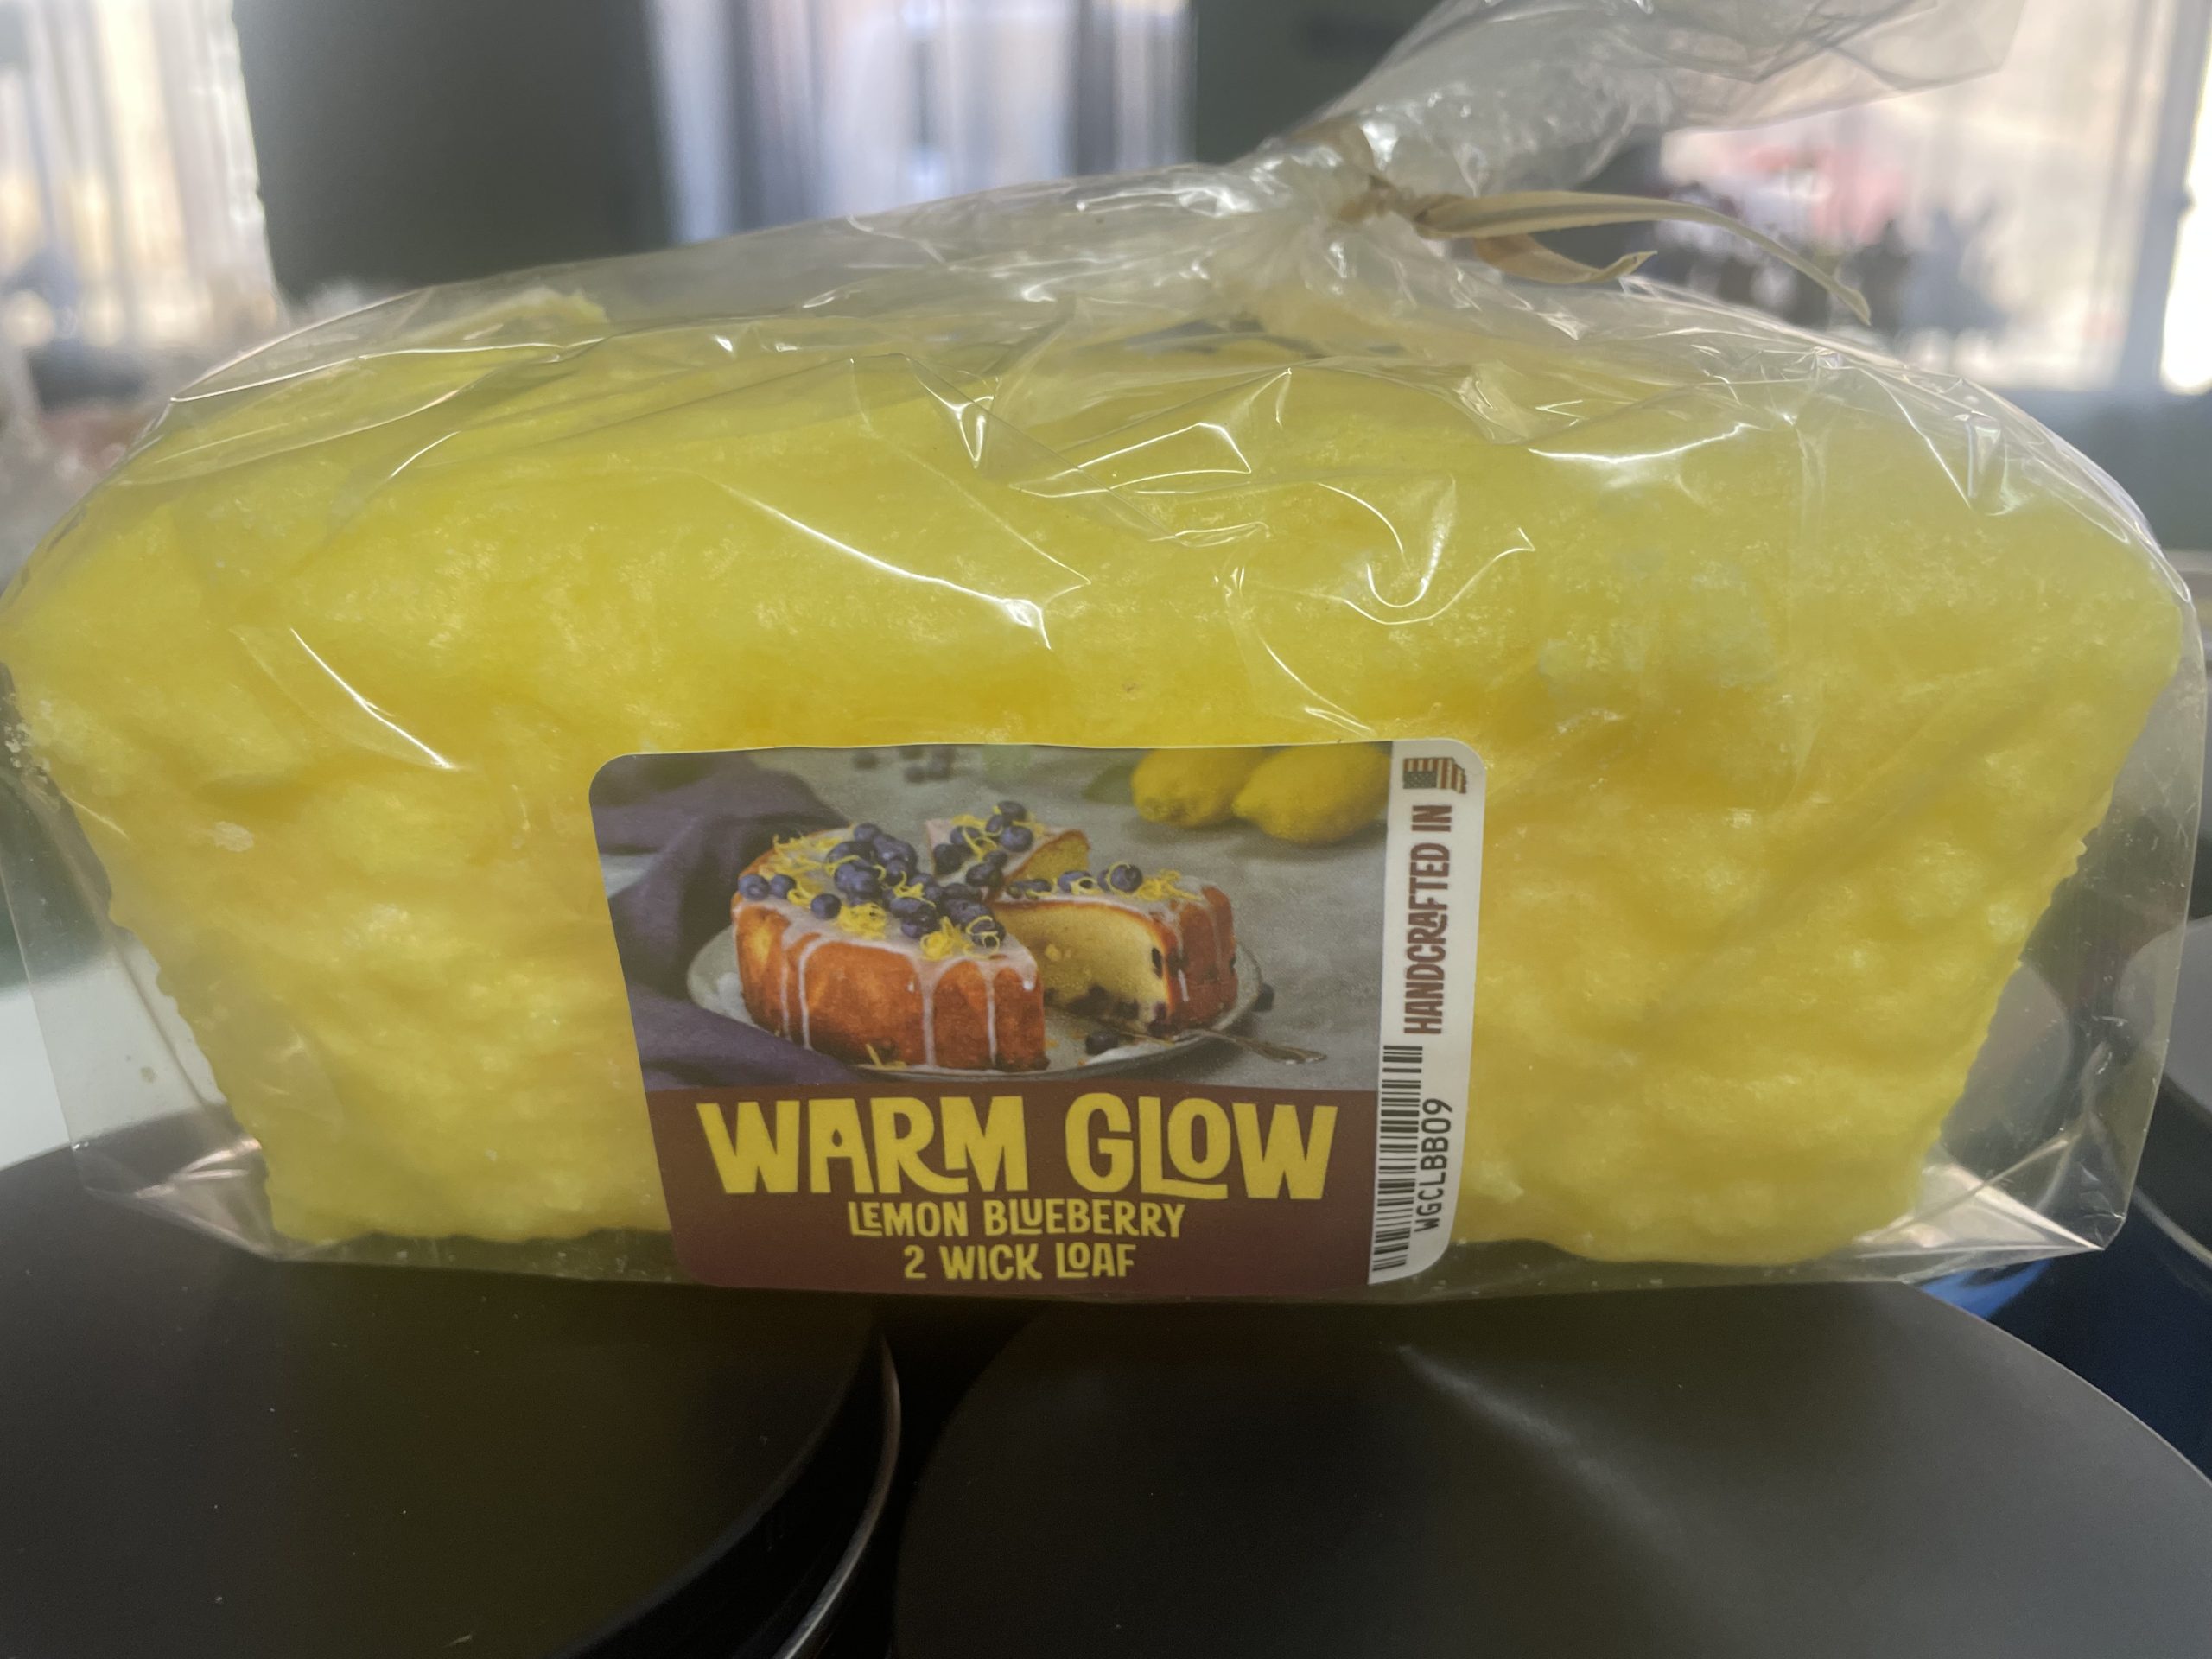 WARM GLOW
LEMON BLUEBERRY
2 WICK LOAF
HANDCRAFTED IN
WGCLBB09